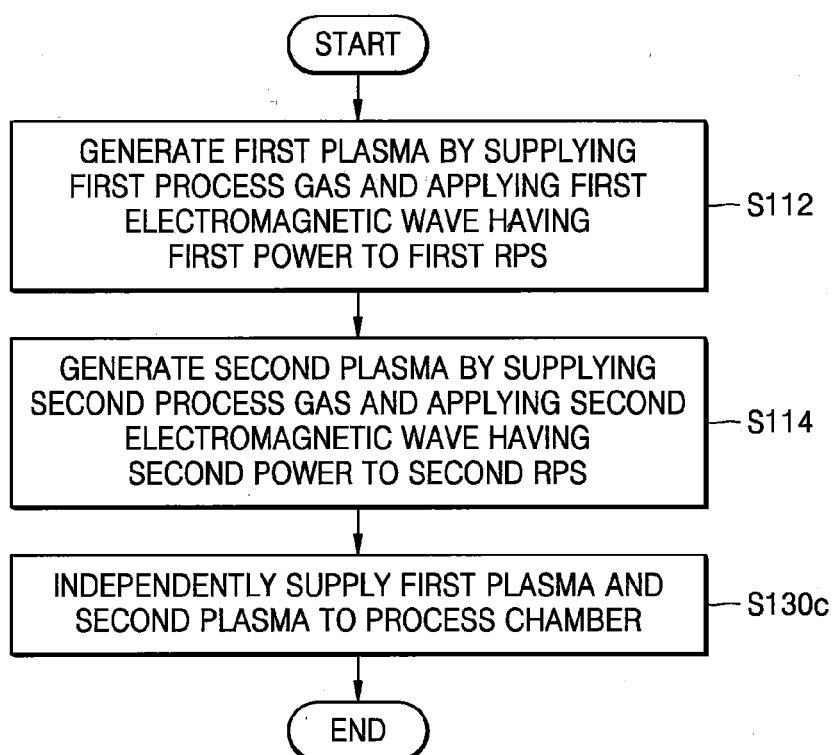 START
GENERATE FIRST PLASMA BY SUPPLYING
FIRST PROCESS GAS AND APPLYING FIRST
ELECTROMAGNETIC WAVE HAVING
FIRST POWER TO FIRST RPS
S112
GENERATE SECOND PLASMA BY SUPPLYING
SECOND PROCESS GAS AND APPLYING SECOND
ELECTROMAGNETIC WAVE HAVING
SECOND POWER TO SECOND RPS
S114
INDEPENDENTLY SUPPLY FIRST PLASMA AND
SECOND PLASMA TO PROCESS CHAMBER
S130c
END